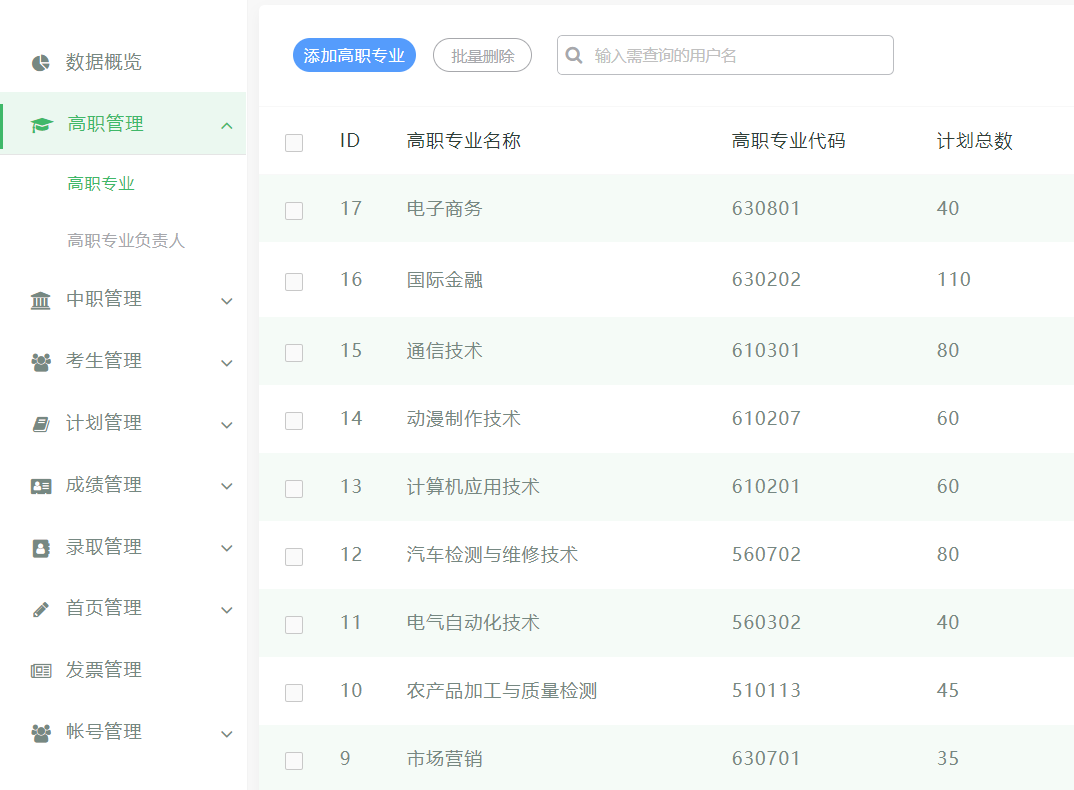 数据概览
高职管理
高职专业
高职专业负责人
中职管理
考生管理
计划管理
成绩管理
录取管理
首页管理
发票管理
帐号管理
添加高职专业 批量删除 输入需查询的用户名
ID 高职专业名称 高职专业代码 计划总数
17 电子商务 630801 40
16 国际金融 630202 110
15 通信技术 610301 80
14 动漫制作技术 610207 60
13 计算机应用技术 610201 60
12 汽车检测与维修技术 560702 80
11 电气自动化技术 560302 40
10 农产品加工与质量检测 510113 45
9 市场营销 630701 35